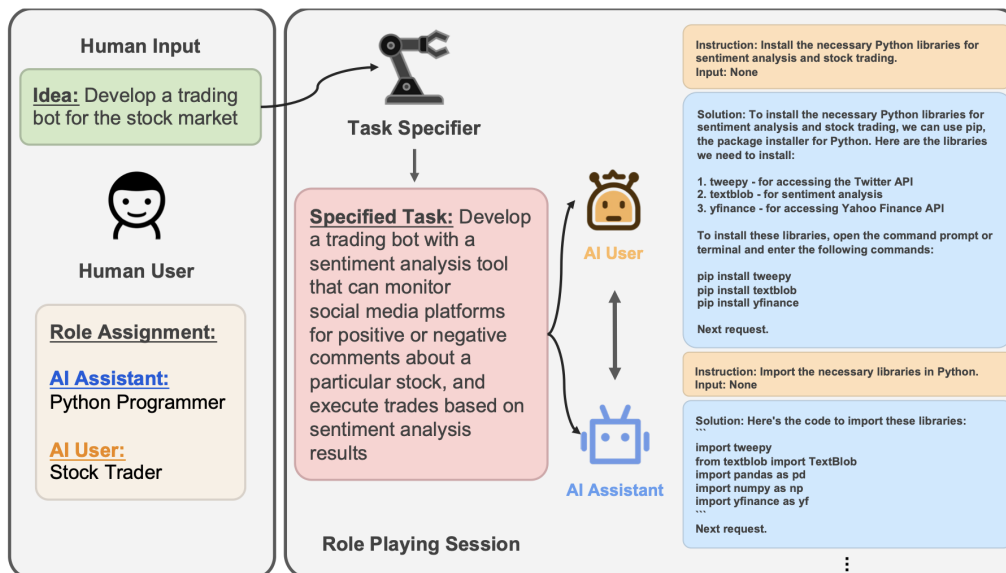 Human Input
Idea: Develop a trading
bot for the stock market
Human User
Role Assignment:
AI Assistant:
Python Programmer
AI User:
Stock Trader
Task Specifier
Specified Task: Develop
a trading bot with a
sentiment analysis tool
that can monitor
social media platforms
for positive or negative
comments about a
particular stock, and
execute trades based on
sentiment analysis
results
AI User
AI Assistant
Role Playing Session
Instruction: Install the necessary Python libraries for
sentiment analysis and stock trading.
Input: None
Solution: To install the necessary Python libraries for
sentiment analysis and stock trading, we can use pip,
the package installer for Python. Here are the libraries
we need to install:
1. tweepy - for accessing the Twitter API
2. textblob - for sentiment analysis
3. yfinance - for accessing Yahoo Finance API
To install these libraries, open the command prompt or
terminal and enter the following commands:
pip install tweepy
pip install textblob
pip install yfinance
Next request.
Instruction: Import the necessary libraries in Python.
Input: None
Solution: Here's the code to import these libraries:
```
import tweepy
from textblob import TextBlob
import pandas as pd
import numpy as np
import yfinance as yf
```
Next request.